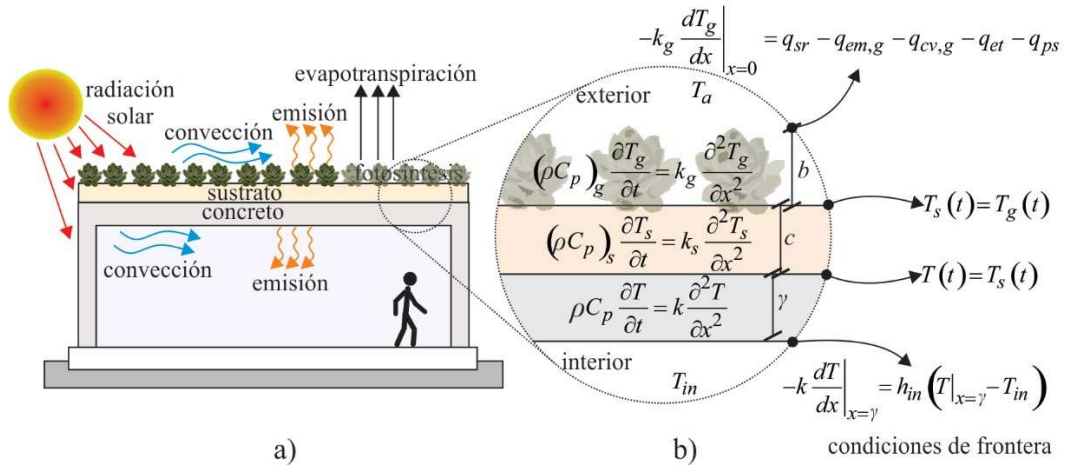 radiación
solar
convección
emisión
evapotranspiración
fotosíntesis
sustrato
concreto
convección
emisión
a)
-k_g dT_g/dx |_{x=0} = q_{sr} - q_{em,g} - q_{cv,g} - q_{et} - q_{ps}
exterior
T_a
(ρC_p)_g ∂T_g/∂t = k_g ∂²T_g/∂x²
b
T_s(t)=T_g(t)
(ρC_p)_s ∂T_s/∂t = k_s ∂²T_s/∂x²
c
T(t)=T_s(t)
ρC_p ∂T/∂t = k ∂²T/∂x²
γ
interior
T_{in}
-k dT/dx |_{x=γ} = h_{in}(T|_{x=γ} - T_{in})
b)
condiciones de frontera